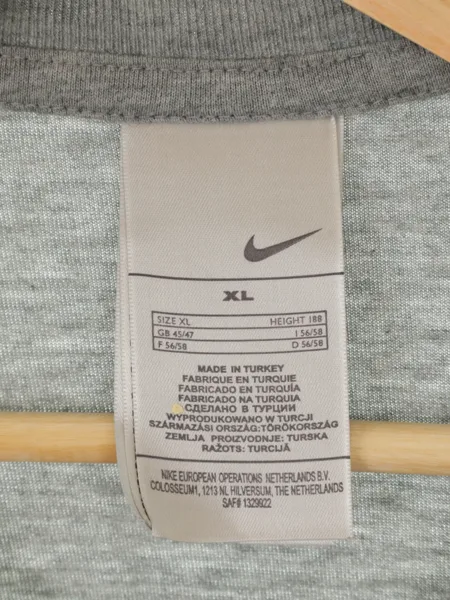 XL
SIZE XL HEIGHT 188
GB 45/47 I 56/58
F 56/58 D 56/58
MADE IN TURKEY
FABRIQUE EN TURQUIE
FABRICADO EN TURQUÍA
FABRICADO NA TURQUIA
СДЕЛАНО В ТУРЦИИ
WYPRODUKOWANO W TURCJI
SZÁRMAZÁSI ORSZÁG:TÖRÖKORSZÁG
ZEMLJA PROIZVODNJE: TURSKA
RAŽOTS: TURCIJĀ
NIKE EUROPEAN OPERATIONS NETHERLANDS B.V.
COLOSSEUM1, 1213 NL HILVERSUM, THE NETHERLANDS
SAF# 1329922